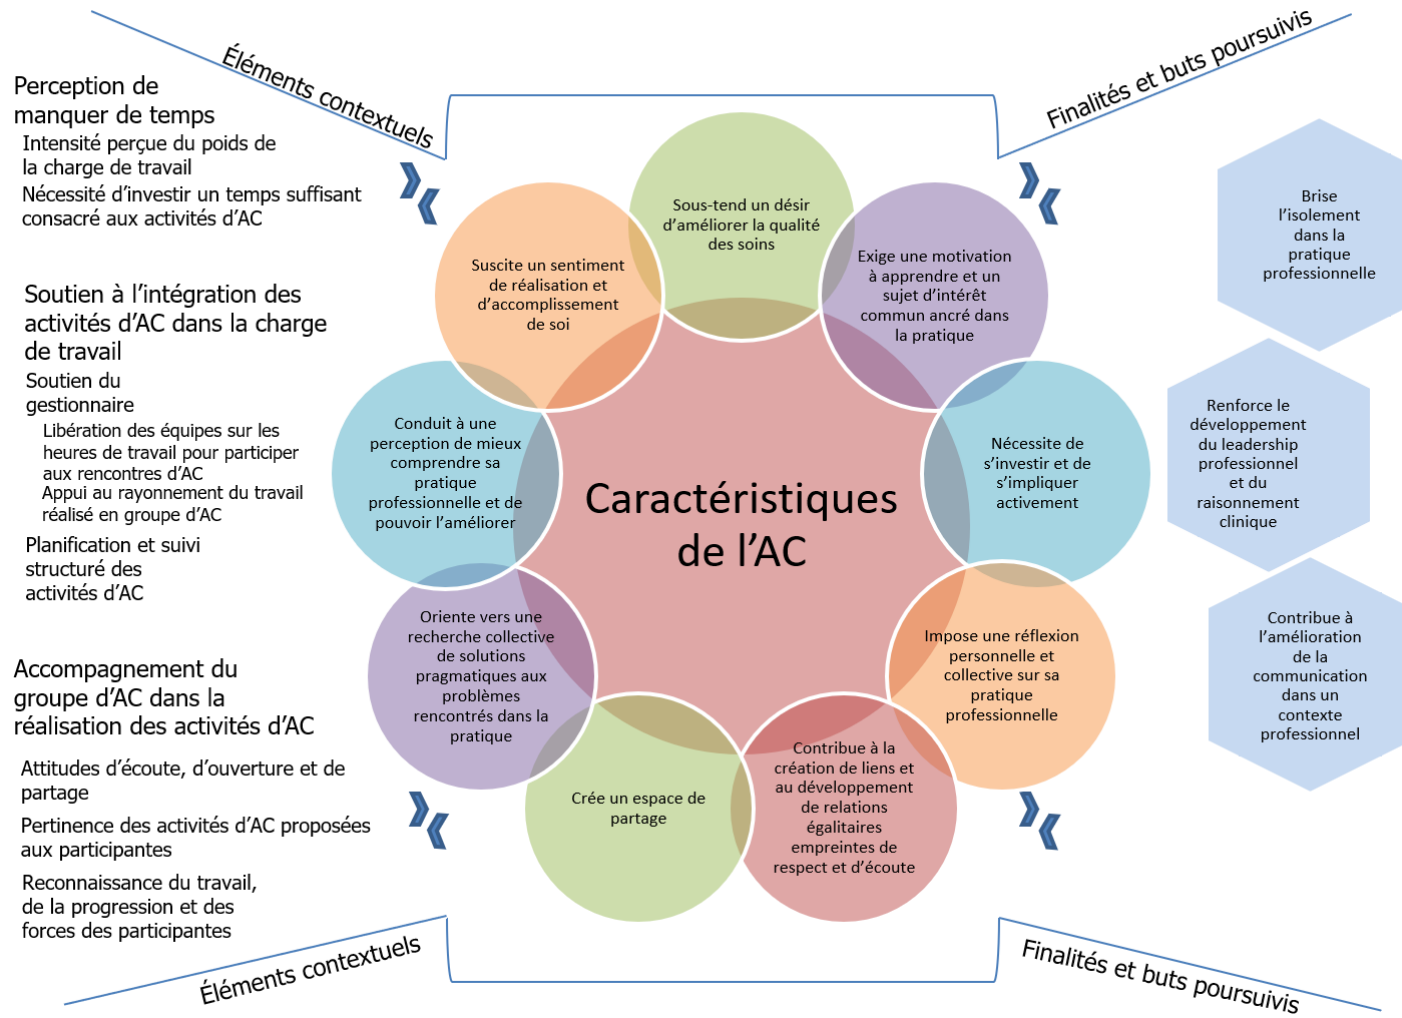 Éléments contextuels
Perception de
manquer de temps
Intensité perçue du poids de
la charge de travail
Nécessité d’investir un temps suffisant
consacré aux activités d’AC
Soutien à l’intégration des
activités d’AC dans la charge
de travail
Soutien du
gestionnaire
Libération des équipes sur les
heures de travail pour participer
aux rencontres d’AC
Appui au rayonnement du travail
réalisé en groupe d’AC
Planification et suivi
structuré des
activités d’AC
Accompagnement du
groupe d’AC dans la
réalisation des activités d’AC
Attitudes d’écoute, d’ouverture et de
partage
Pertinence des activités d’AC proposées
aux participantes
Reconnaissance du travail,
de la progression et des
forces des participantes
Éléments contextuels
Caractéristiques
de l’AC
Sous-tend un désir
d’améliorer la qualité
des soins
Exige une motivation
à apprendre et un
sujet d’intérêt
commun ancré dans
la pratique
Nécessite de
s’investir et de
s’impliquer
activement
Impose une réflexion
personnelle et
collective sur sa
pratique
professionnelle
Contribue à la
création de liens et
au développement
de relations
égalitaires
empreintes de
respect et d’écoute
Crée un espace de
partage
Oriente vers une
recherche collective
de solutions
pragmatiques aux
problèmes
rencontrés dans la
pratique
Conduit à une
perception de mieux
comprendre sa
pratique
professionnelle et de
pouvoir l’améliorer
Suscite un sentiment
de réalisation et
d’accomplissement
de soi
Finalités et buts poursuivis
Brise
l’isolement
dans la
pratique
professionnelle
Renforce le
développement
du leadership
professionnel
et du
raisonnement
clinique
Contribue à
l’amélioration
de la
communication
dans un
contexte
professionnel
Finalités et buts poursuivis